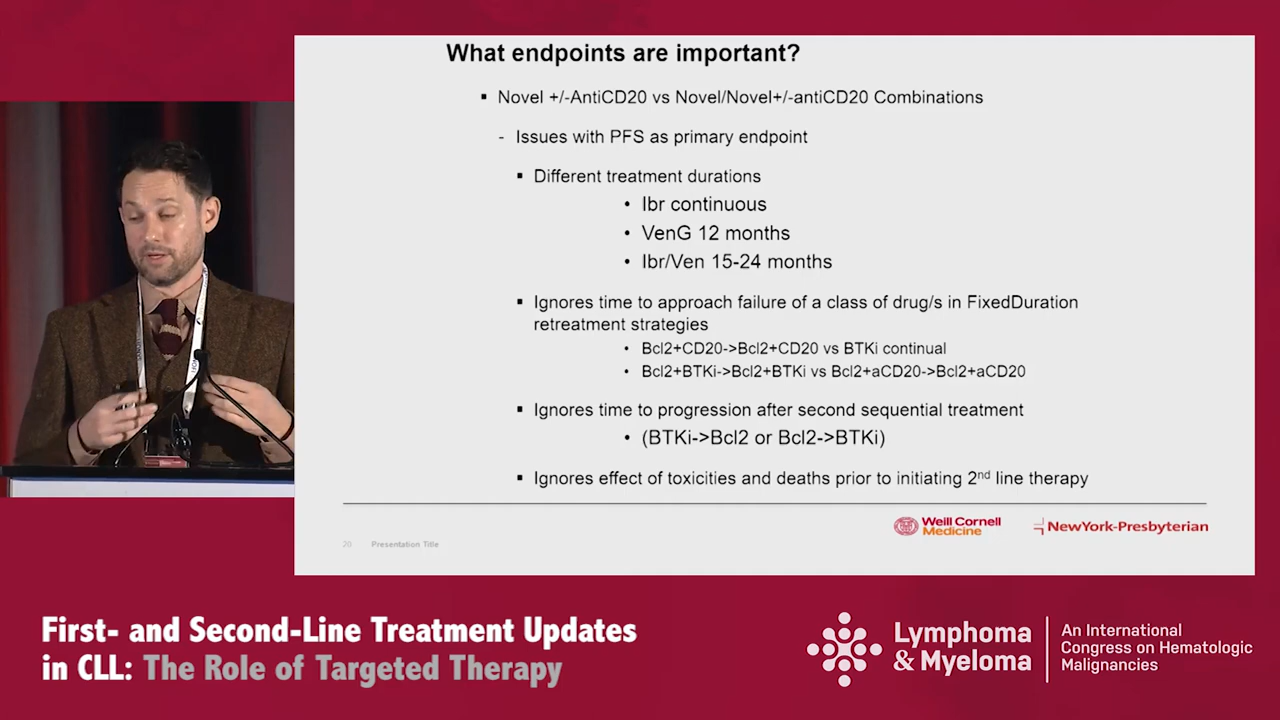 What endpoints are important?
▪ Novel +/-AntiCD20 vs Novel/Novel+/-antiCD20 Combinations
- Issues with PFS as primary endpoint
▪ Different treatment durations
• Ibr continuous
• VenG 12 months
• Ibr/Ven 15-24 months
▪ Ignores time to approach failure of a class of drug/s in FixedDuration
retreatment strategies
• Bcl2+CD20->Bcl2+CD20 vs BTKi continual
• Bcl2+BTKi->Bcl2+BTKi vs Bcl2+aCD20->Bcl2+aCD20
▪ Ignores time to progression after second sequential treatment
• (BTKi->Bcl2 or Bcl2->BTKi)
▪ Ignores effect of toxicities and deaths prior to initiating 2nd line therapy
Weill Cornell
Medicine
NewYork-Presbyterian
20 Presentation Title
First- and Second-Line Treatment Updates
in CLL: The Role of Targeted Therapy
Lymphoma
& Myeloma
An International
Congress on Hematologic
Malignancies